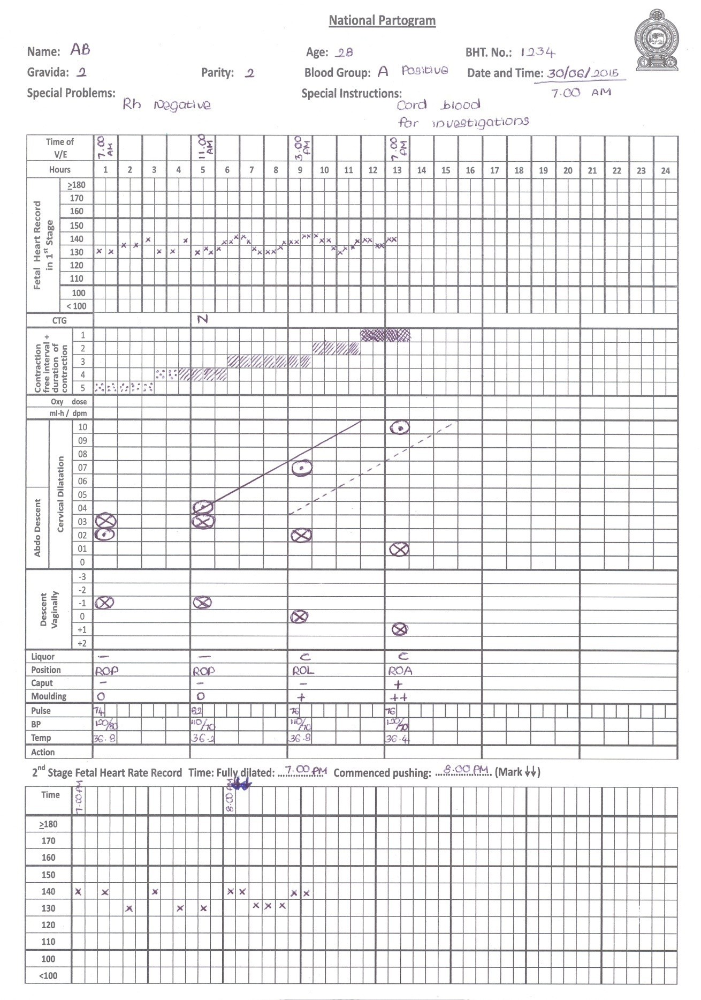 National Partogram
Name: AB Age: 28 BHT. No.: 1234
Gravida: 2 Parity: 2 Blood Group: A Positive Date and Time: 30/06/2015
7.00 AM
Special Problems: Special Instructions:
Rh Negative Cord blood
for investigations
Time of V/E 7.00 AM 11.00 AM 3.00 PM 7.00 PM
Hours 1 2 3 4 5 6 7 8 9 10 11 12 13 14 15 16 17 18 19 20 21 22 23 24
Fetal Heart Record in 1st Stage
≥180
170
160
150
140
130
120
110
100
< 100
CTG N
Contraction free interval + duration of contraction
1
2
3
4
5
Oxy dose
ml-h / dpm
Abdo Descent
Cervical Dilatation
10
09
08
07
06
05
04
03
02
01
0
Descent Vaginally
-3
-2
-1
0
+1
+2
Liquor – – C C
Position ROP ROP ROL ROA
Caput – – – +
Moulding 0 0 + ++
Pulse 74 82 76 76
BP 120/80 110/70 110/70 120/70
Temp 36.8 36.2 36.8 36.4
Action
2nd Stage Fetal Heart Rate Record Time: Fully dilated: 7.00 PM Commenced pushing: 8.00 PM (Mark ↓↓)
Time 7.00 PM 8.00 PM ↓↓
≥180
170
160
150
140
130
120
110
100
<100